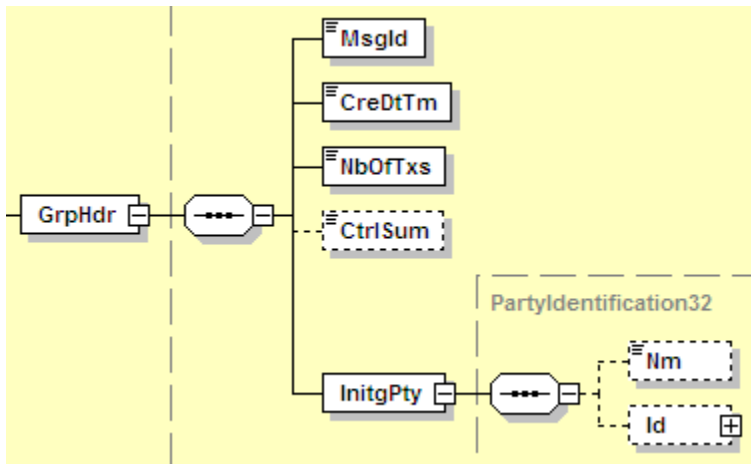 MsgId
CreDtTm
NbOfTxs
GrpHdr
CtrlSum
PartyIdentification32
Nm
InitgPty
Id